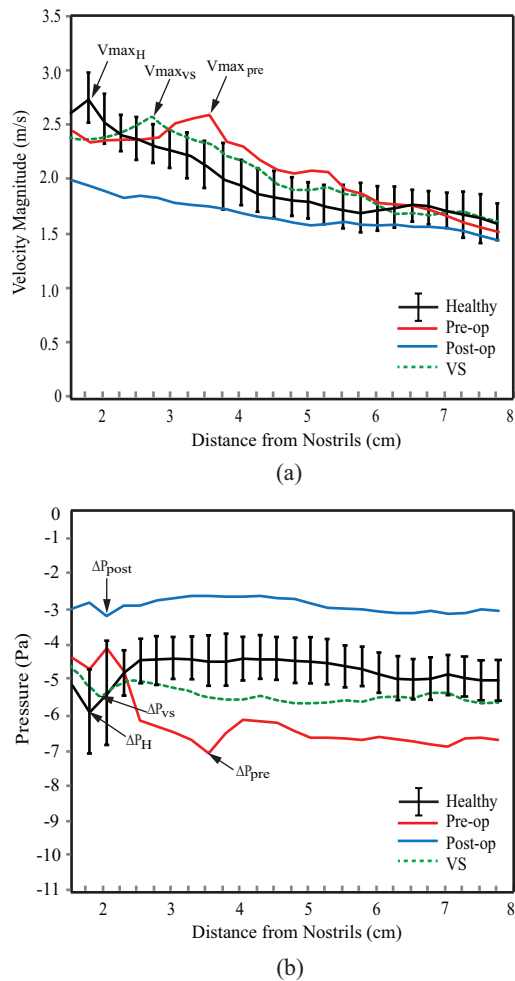 3.5
3.0
2.5
2.0
1.5
1.0
0.5
0
Velocity Magnitude (m/s)
VmaxH
Vmaxvs
Vmaxpre
Healthy
Pre-op
Post-op
VS
2 3 4 5 6 7 8
Distance from Nostrils (cm)
(a)
0
-1
-2
-3
-4
-5
-6
-7
-8
-9
-10
-11
Pressure (Pa)
ΔPpost
ΔPvs
ΔPH
ΔPpre
Healthy
Pre-op
Post-op
VS
2 3 4 5 6 7 8
Distance from Nostrils (cm)
(b)